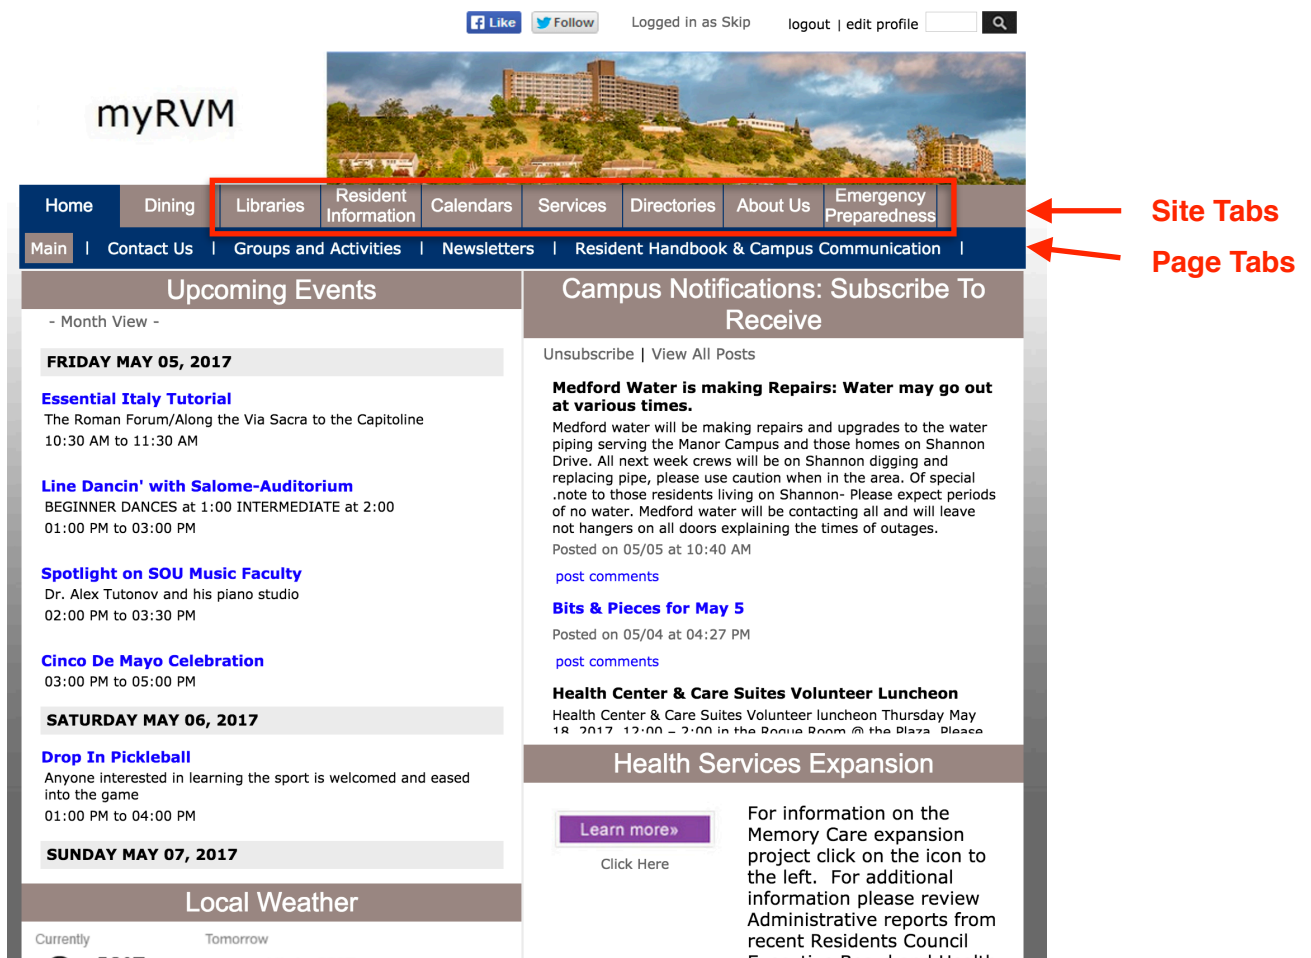 Like
Follow
Logged in as Skip
logout | edit profile
myRVM
Home
Dining
Libraries
Resident
Information
Calendars
Services
Directories
About Us
Emergency
Preparedness
Site Tabs
Main | Contact Us | Groups and Activities | Newsletters | Resident Handbook & Campus Communication |
Page Tabs
Upcoming Events
- Month View -
FRIDAY MAY 05, 2017
Essential Italy Tutorial
The Roman Forum/Along the Via Sacra to the Capitoline
10:30 AM to 11:30 AM
Line Dancin' with Salome-Auditorium
BEGINNER DANCES at 1:00 INTERMEDIATE at 2:00
01:00 PM to 03:00 PM
Spotlight on SOU Music Faculty
Dr. Alex Tutonov and his piano studio
02:00 PM to 03:30 PM
Cinco De Mayo Celebration
03:00 PM to 05:00 PM
SATURDAY MAY 06, 2017
Drop In Pickleball
Anyone interested in learning the sport is welcomed and eased
into the game
01:00 PM to 04:00 PM
SUNDAY MAY 07, 2017
Local Weather
Currently
Tomorrow
Campus Notifications: Subscribe To
Receive
Unsubscribe | View All Posts
Medford Water is making Repairs: Water may go out
at various times.
Medford water will be making repairs and upgrades to the water
piping serving the Manor Campus and those homes on Shannon
Drive. All next week crews will be on Shannon digging and
replacing pipe, please use caution when in the area. Of special
.note to those residents living on Shannon- Please expect periods
of no water. Medford water will be contacting all and will leave
not hangers on all doors explaining the times of outages.
Posted on 05/05 at 10:40 AM
post comments
Bits & Pieces for May 5
Posted on 05/04 at 04:27 PM
post comments
Health Center & Care Suites Volunteer Luncheon
Health Center & Care Suites Volunteer luncheon Thursday May
18, 2017, 12:00 – 2:00 in the Rogue Room @ the Plaza. Please
Health Services Expansion
Learn more»
Click Here
For information on the
Memory Care expansion
project click on the icon to
the left. For additional
information please review
Administrative reports from
recent Residents Council